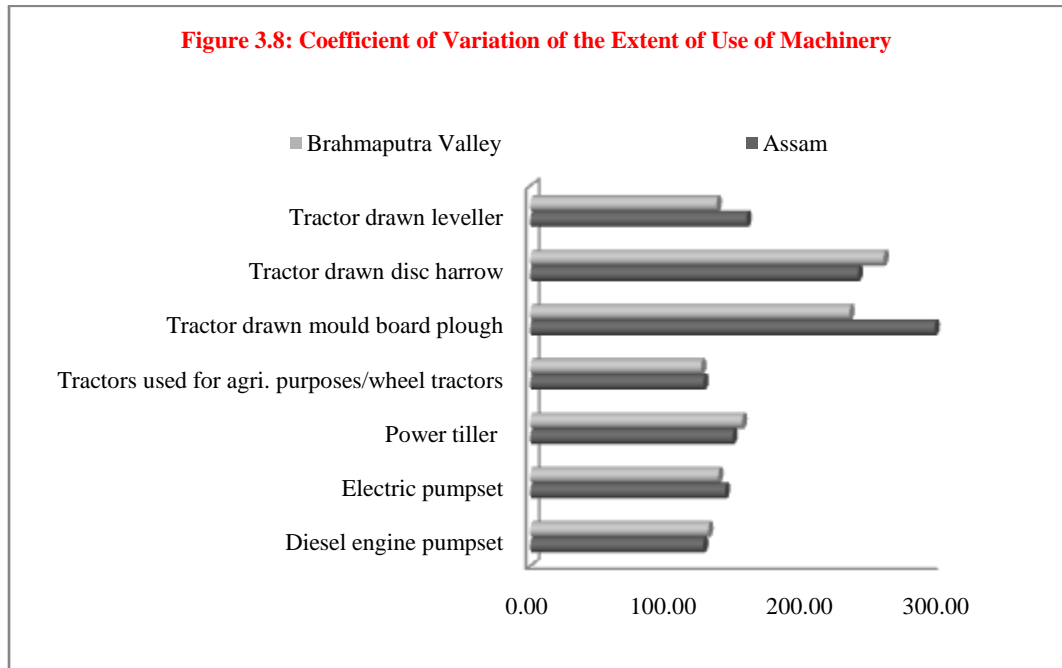 Figure 3.8: Coefficient of Variation of the Extent of Use of Machinery
Brahmaputra Valley
Assam
Tractor drawn leveller
Tractor drawn disc harrow
Tractor drawn mould board plough
Tractors used for agri. purposes/wheel tractors
Power tiller
Electric pumpset
Diesel engine pumpset
0.00 100.00 200.00 300.00